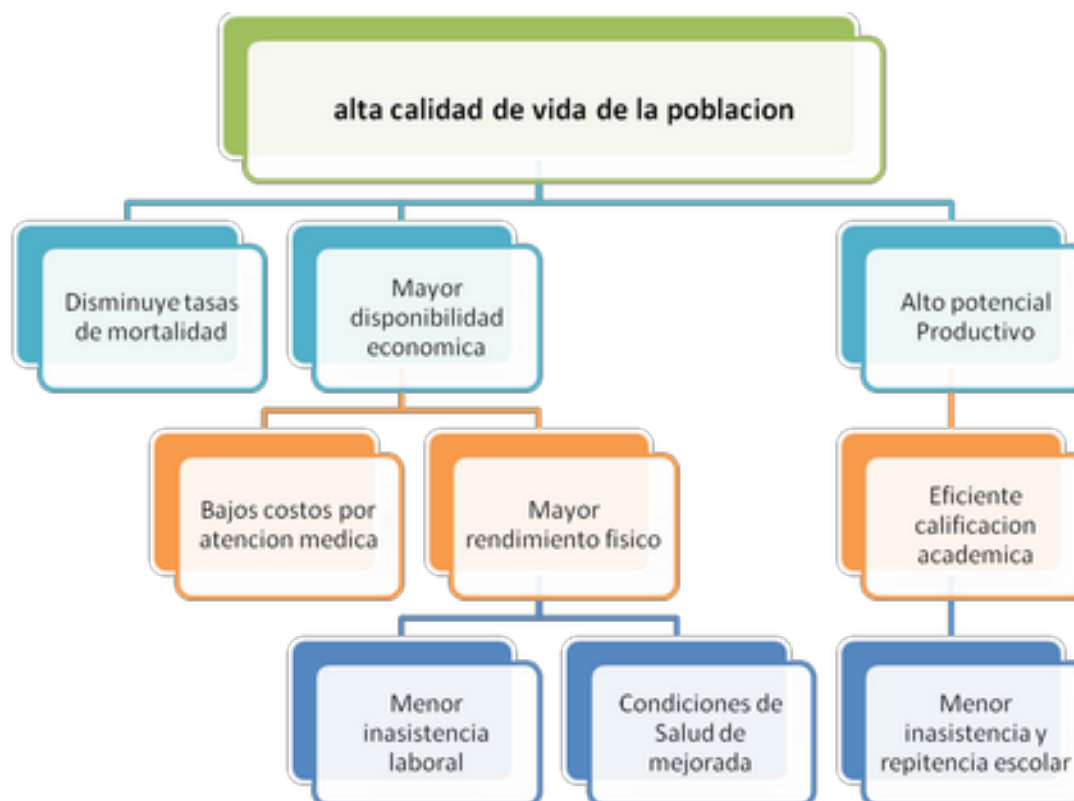 alta calidad de vida de la poblacion
Disminuye tasas
de mortalidad
Mayor
disponibilidad
economica
Alto potencial
Productivo
Bajos costos por
atencion medica
Mayor
rendimiento fisico
Eficiente
calificacion
academica
Menor
inasistencia
laboral
Condiciones de
Salud de
mejorada
Menor
inasistencia y
repitencia escolar